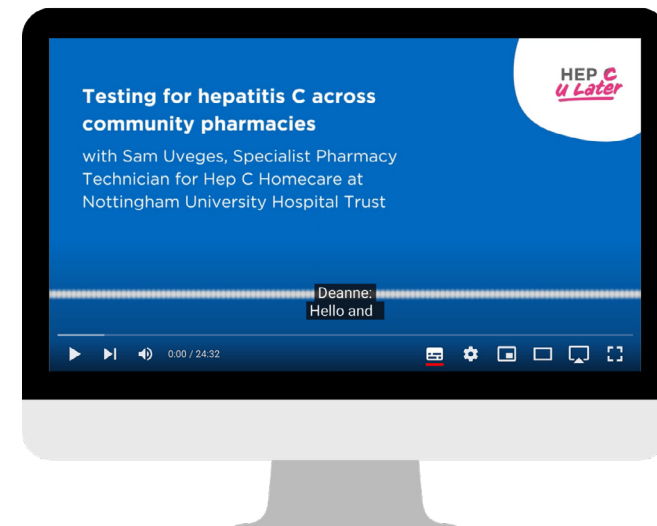 HEP C
U Later
Testing for hepatitis C across
community pharmacies
with Sam Uveges, Specialist Pharmacy
Technician for Hep C Homecare at
Nottingham University Hospital Trust
Deanne:
Hello and
0:00 / 24:32